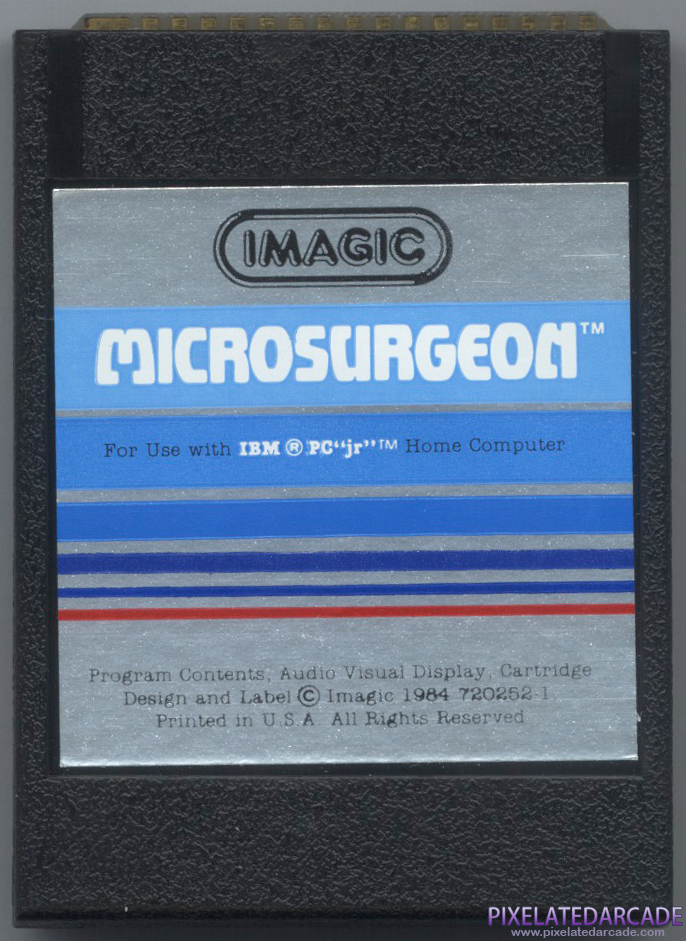 IMAGIC
MICROSURGEON™
For Use with IBM ® PC“jr”™ Home Computer
Program Contents, Audio Visual Display, Cartridge
Design and Label © Imagic 1984 720252-1
Printed in U.S.A. All Rights Reserved
PIXELATEDARCADE
www.pixelatedarcade.com